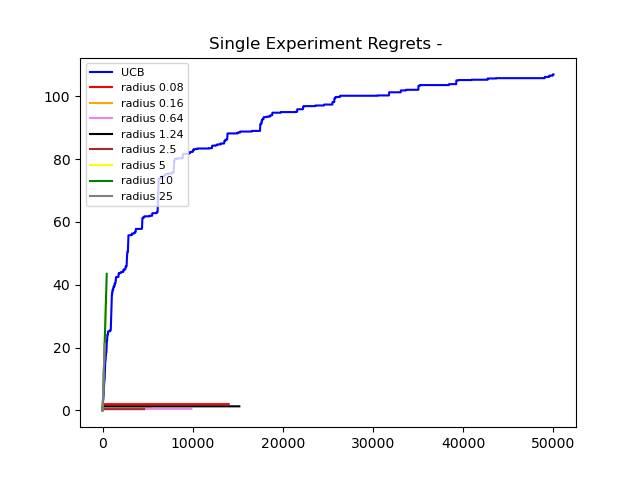 Single Experiment Regrets -
UCB
radius 0.08
radius 0.16
radius 0.64
radius 1.24
radius 2.5
radius 5
radius 10
radius 25
100
80
60
40
20
0
0 10000 20000 30000 40000 50000